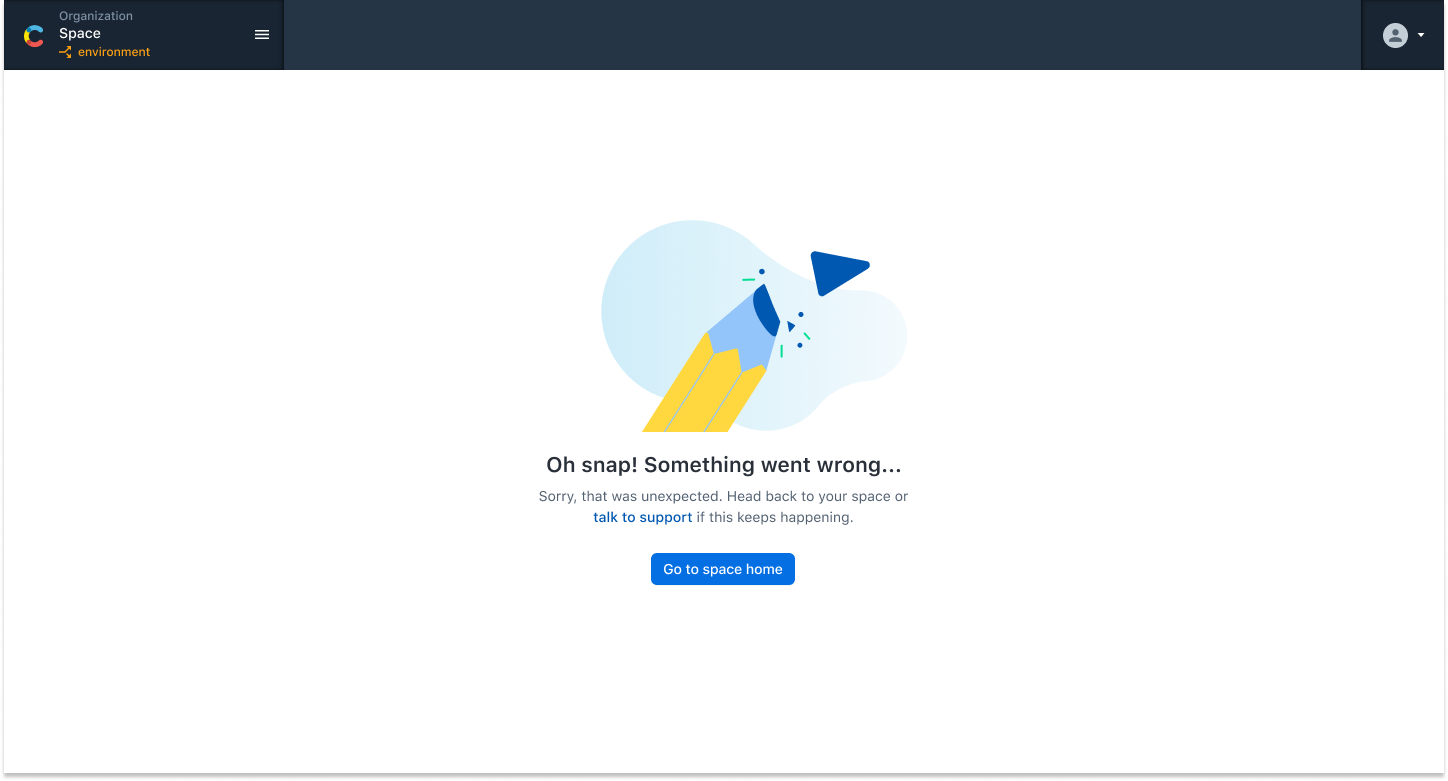 Organization
Space
environment
Oh snap! Something went wrong...
Sorry, that was unexpected. Head back to your space or
talk to support if this keeps happening.
Go to space home